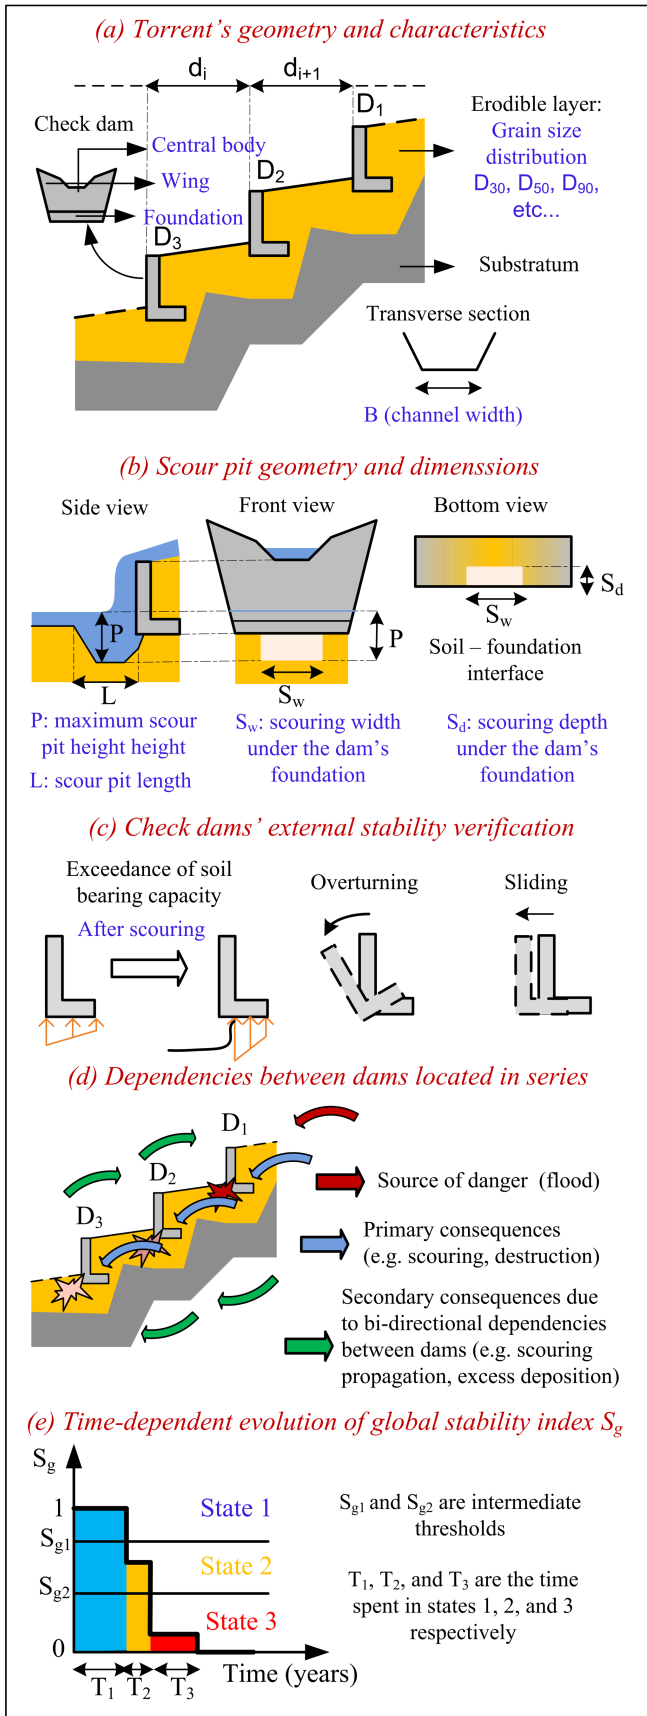 (a) Torrent's geometry and characteristics
dᵢ
dᵢ₊₁
D₁
Check dam
Central body
Wing
Foundation
D₂
D₃
Erodible layer:
Grain size
distribution
D₃₀, D₅₀, D₉₀,
etc...
Substratum
Transverse section
B (channel width)
(b) Scour pit geometry and dimenssions
Side view
Front view
Bottom view
P
L
P
S_w
S_w
S_d
Soil – foundation
interface
P: maximum scour
pit height height
L: scour pit length
S_w: scouring width
under the dam's
foundation
S_d: scouring depth
under the dam's
foundation
(c) Check dams' external stability verification
Exceedance of soil
bearing capacity
After scouring
Overturning
Sliding
(d) Dependencies between dams located in series
D₁
D₂
D₃
Source of danger (flood)
Primary consequences
(e.g. scouring, destruction)
Secondary consequences due
to bi-directional dependencies
between dams (e.g. scouring
propagation, excess deposition)
(e) Time-dependent evolution of global stability index S_g
S_g
1
S_g1
S_g2
0
State 1
State 2
State 3
T₁
T₂
T₃
Time (years)
S_g1 and S_g2 are intermediate
thresholds
T₁, T₂, and T₃ are the time
spent in states 1, 2, and 3
respectively